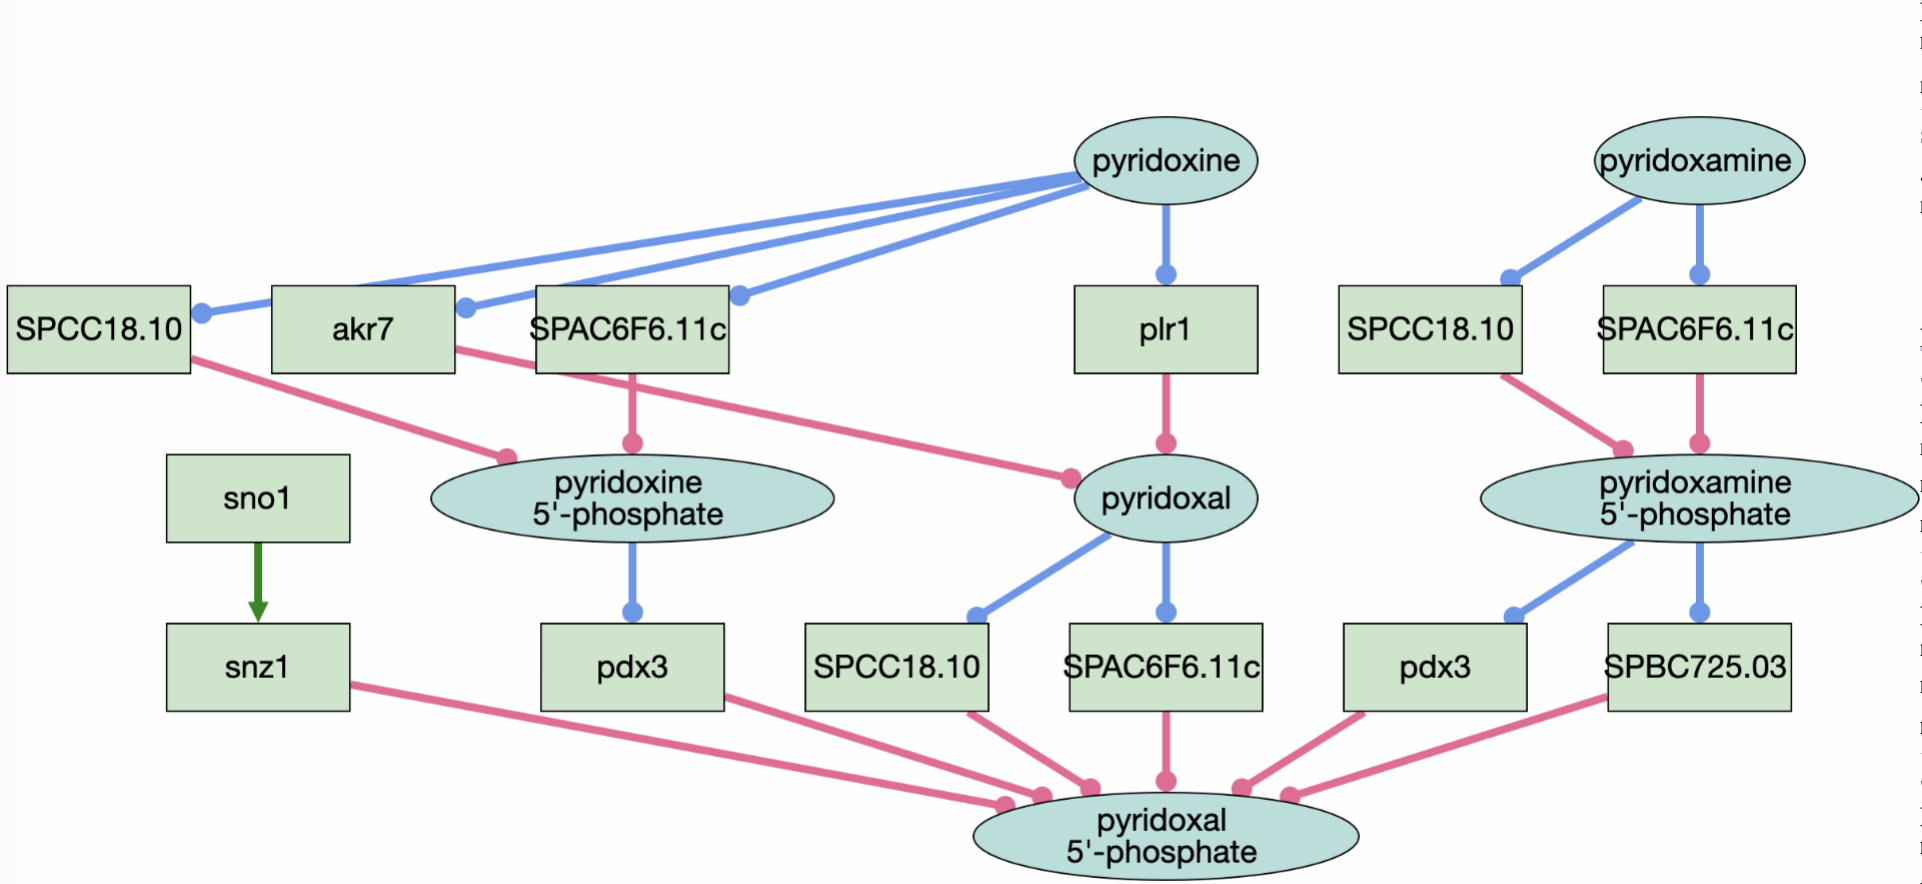 pyridoxine
pyridoxamine
SPCC18.10
akr7
SPAC6F6.11c
plr1
SPCC18.10
SPAC6F6.11c
sno1
pyridoxine
5'-phosphate
pyridoxal
pyridoxamine
5'-phosphate
snz1
pdx3
SPCC18.10
SPAC6F6.11c
pdx3
SPBC725.03
pyridoxal
5'-phosphate